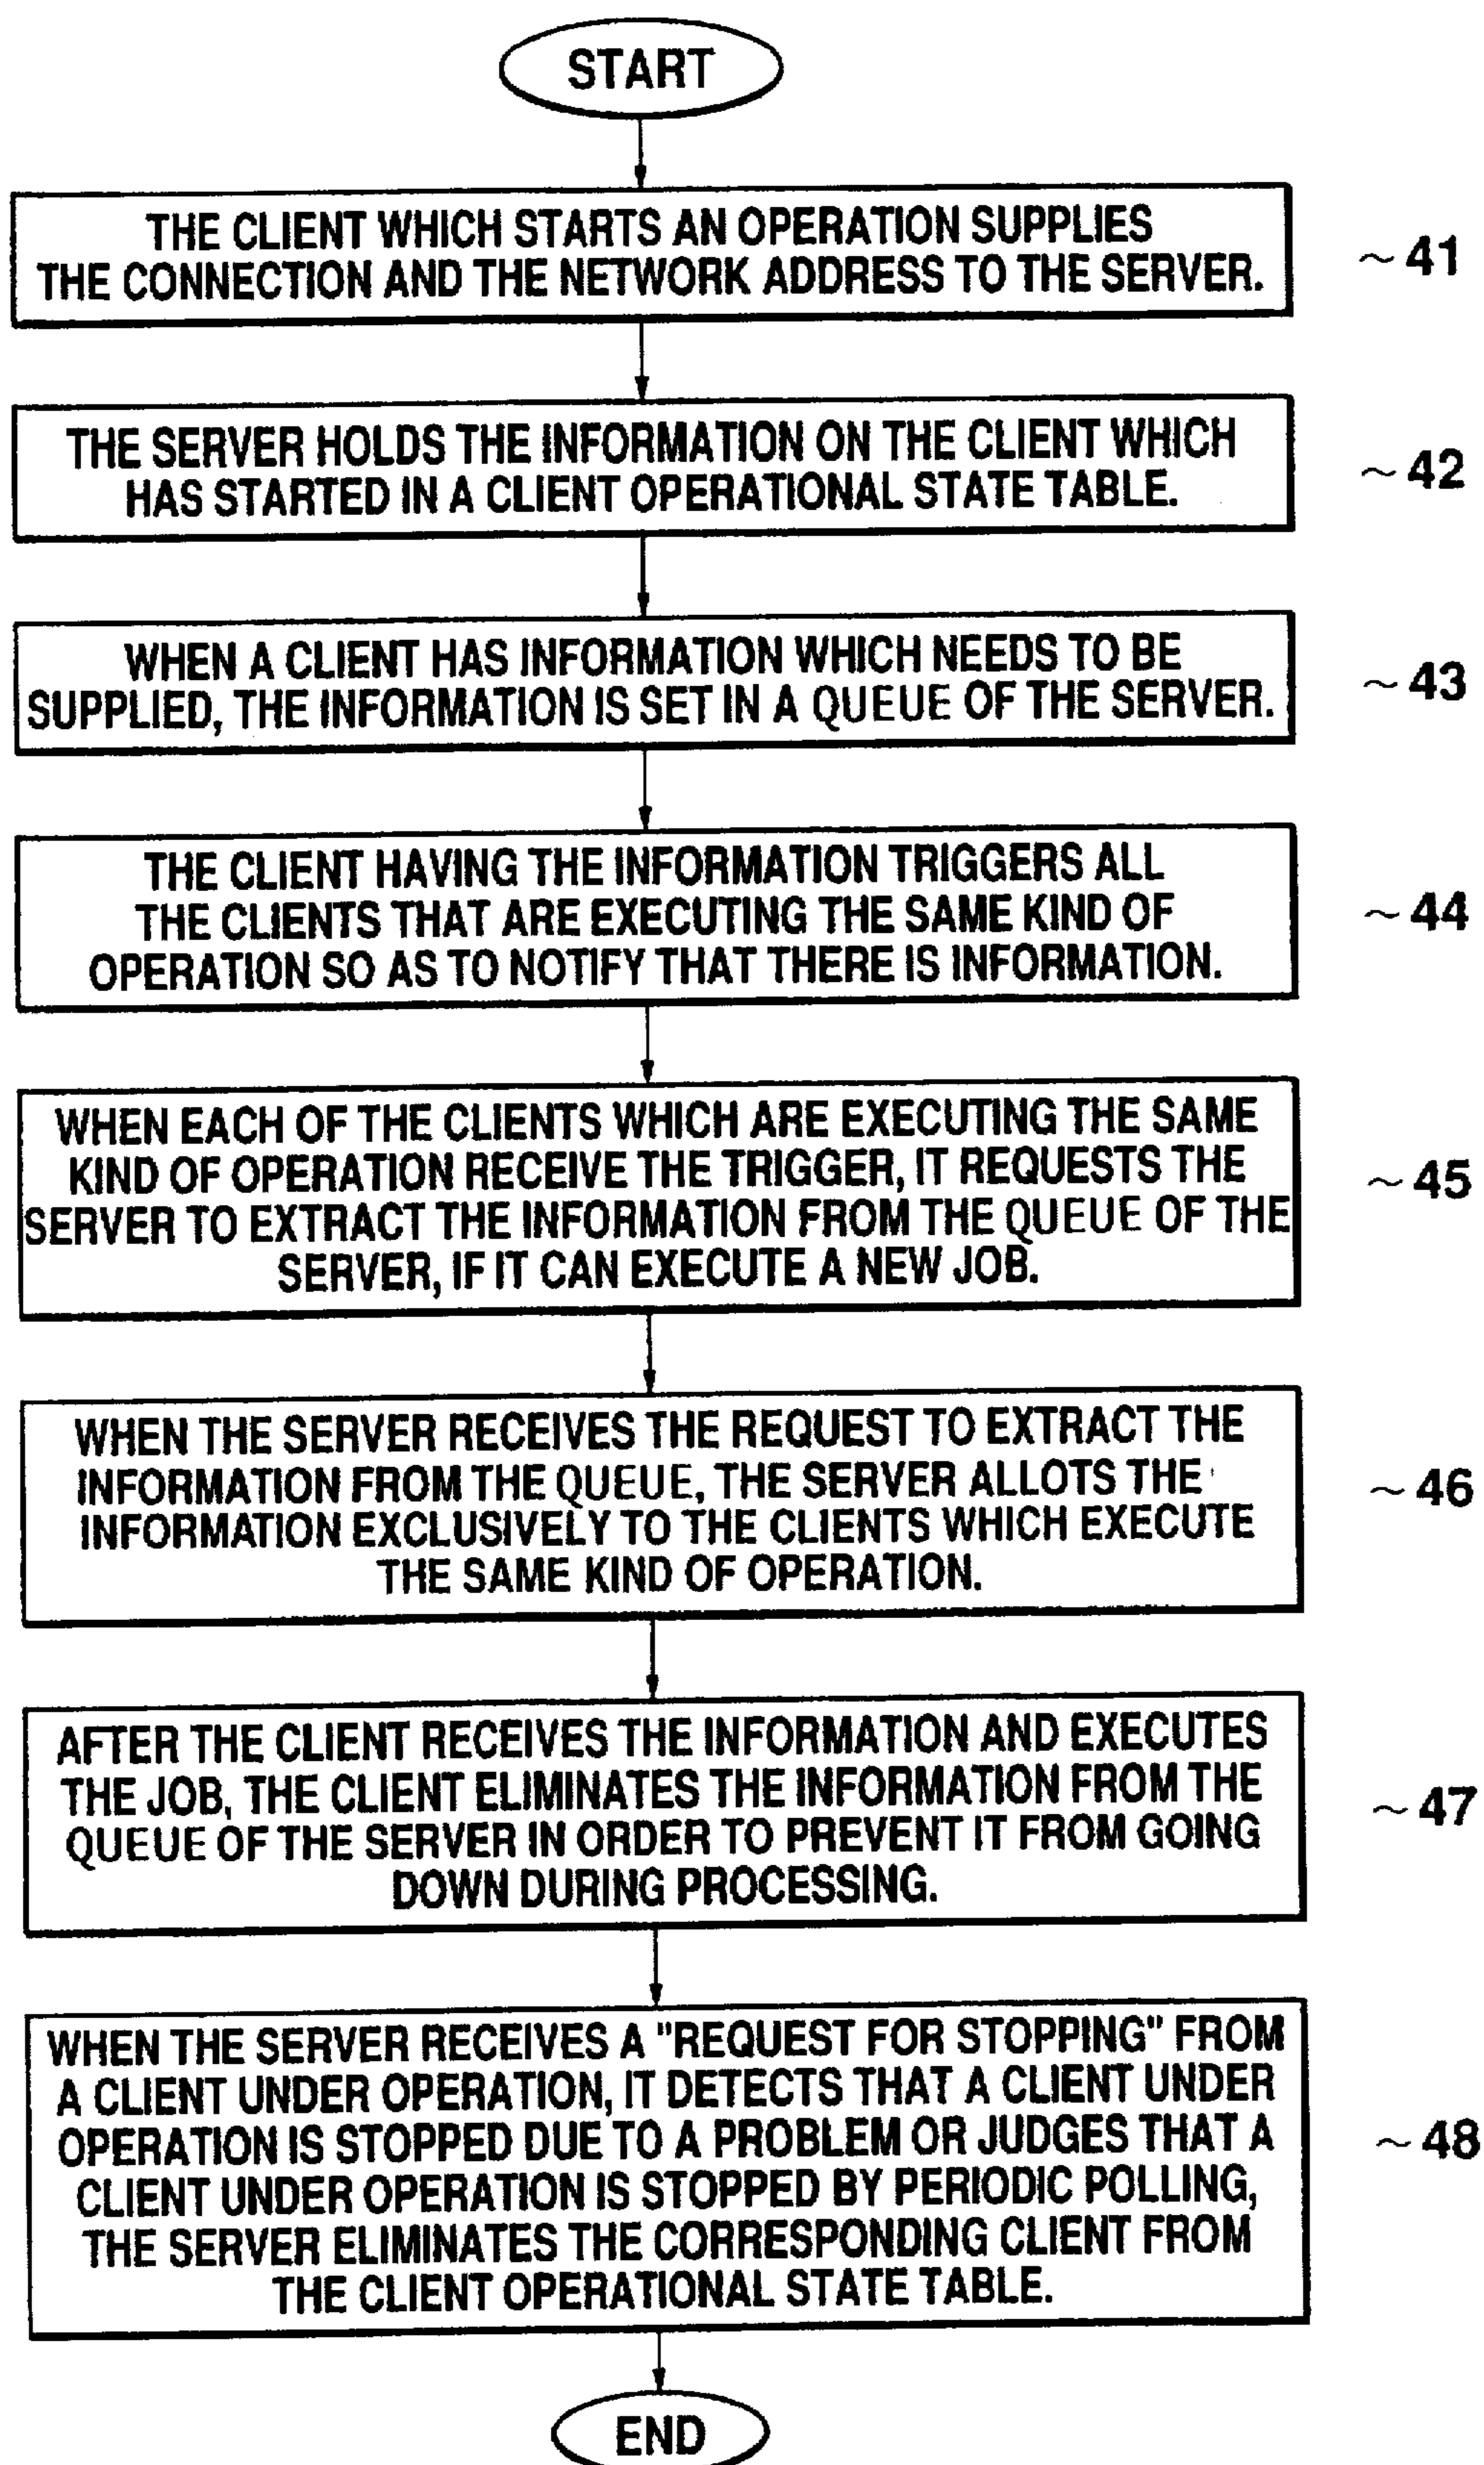 START
THE CLIENT WHICH STARTS AN OPERATION SUPPLIES
THE CONNECTION AND THE NETWORK ADDRESS TO THE SERVER.
~41
THE SERVER HOLDS THE INFORMATION ON THE CLIENT WHICH
HAS STARTED IN A CLIENT OPERATIONAL STATE TABLE.
~42
WHEN A CLIENT HAS INFORMATION WHICH NEEDS TO BE
SUPPLIED, THE INFORMATION IS SET IN A QUEUE OF THE SERVER.
~43
THE CLIENT HAVING THE INFORMATION TRIGGERS ALL
THE CLIENTS THAT ARE EXECUTING THE SAME KIND OF
OPERATION SO AS TO NOTIFY THAT THERE IS INFORMATION.
~44
WHEN EACH OF THE CLIENTS WHICH ARE EXECUTING THE SAME
KIND OF OPERATION RECEIVE THE TRIGGER, IT REQUESTS THE
SERVER TO EXTRACT THE INFORMATION FROM THE QUEUE OF THE
SERVER, IF IT CAN EXECUTE A NEW JOB.
~45
WHEN THE SERVER RECEIVES THE REQUEST TO EXTRACT THE
INFORMATION FROM THE QUEUE, THE SERVER ALLOTS THE
INFORMATION EXCLUSIVELY TO THE CLIENTS WHICH EXECUTE
THE SAME KIND OF OPERATION.
~46
AFTER THE CLIENT RECEIVES THE INFORMATION AND EXECUTES
THE JOB, THE CLIENT ELIMINATES THE INFORMATION FROM THE
QUEUE OF THE SERVER IN ORDER TO PREVENT IT FROM GOING
DOWN DURING PROCESSING.
~47
WHEN THE SERVER RECEIVES A "REQUEST FOR STOPPING" FROM
A CLIENT UNDER OPERATION, IT DETECTS THAT A CLIENT UNDER
OPERATION IS STOPPED DUE TO A PROBLEM OR JUDGES THAT A
CLIENT UNDER OPERATION IS STOPPED BY PERIODIC POLLING,
THE SERVER ELIMINATES THE CORRESPONDING CLIENT FROM
THE CLIENT OPERATIONAL STATE TABLE.
~48
END